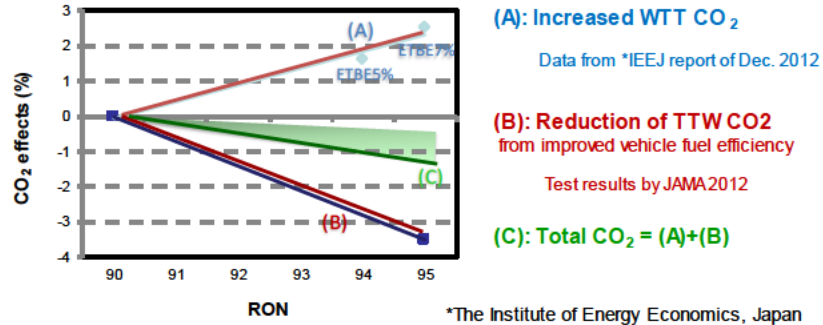 3
2
1
0
-1
-2
-3
-4
CO2 effects (%)
(A)
ETBE7%
ETBE5%
(C)
(B)
90 91 92 93 94 95
RON
(A): Increased WTT CO2
Data from *IEEJ report of Dec. 2012
(B): Reduction of TTW CO2
from improved vehicle fuel efficiency
Test results by JAMA 2012
(C): Total CO2 = (A)+(B)
*The Institute of Energy Economics, Japan